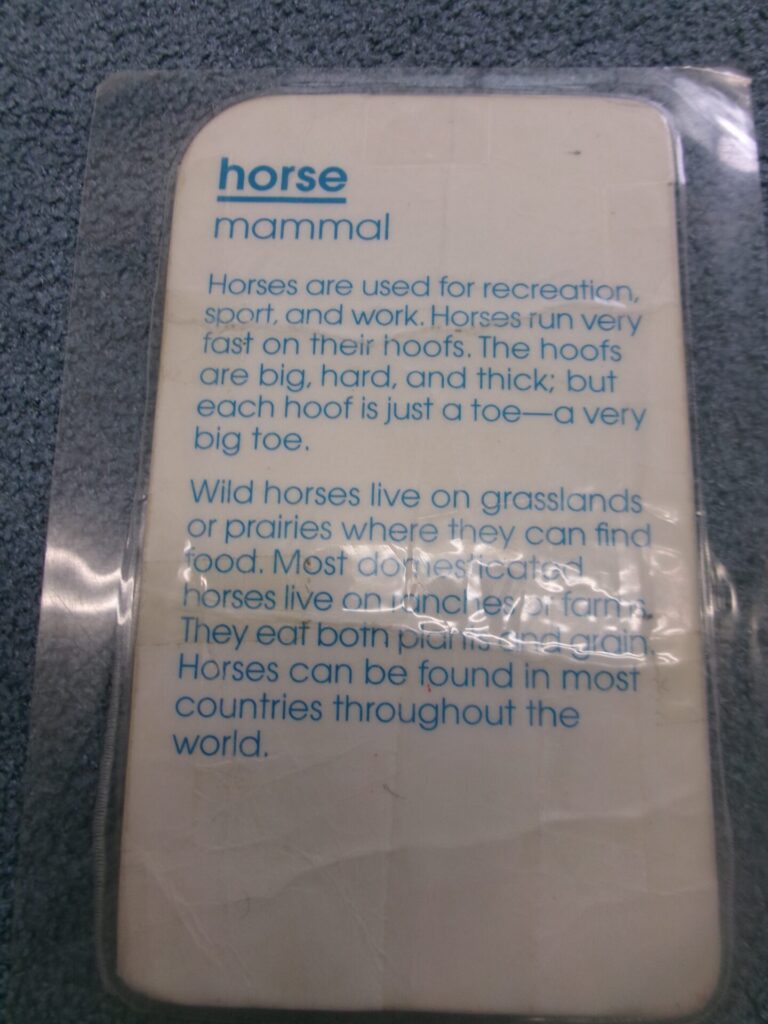 horse
mammal
Horses are used for recreation,
sport, and work. Horses run very
fast on their hoofs. The hoofs
are big, hard, and thick; but
each hoof is just a toe—a very
big toe.
Wild horses live on grasslands
or prairies where they can find
food. Most domesticated
horses live on ranches or farms.
They eat both plants and grain.
Horses can be found in most
countries throughout the
world.